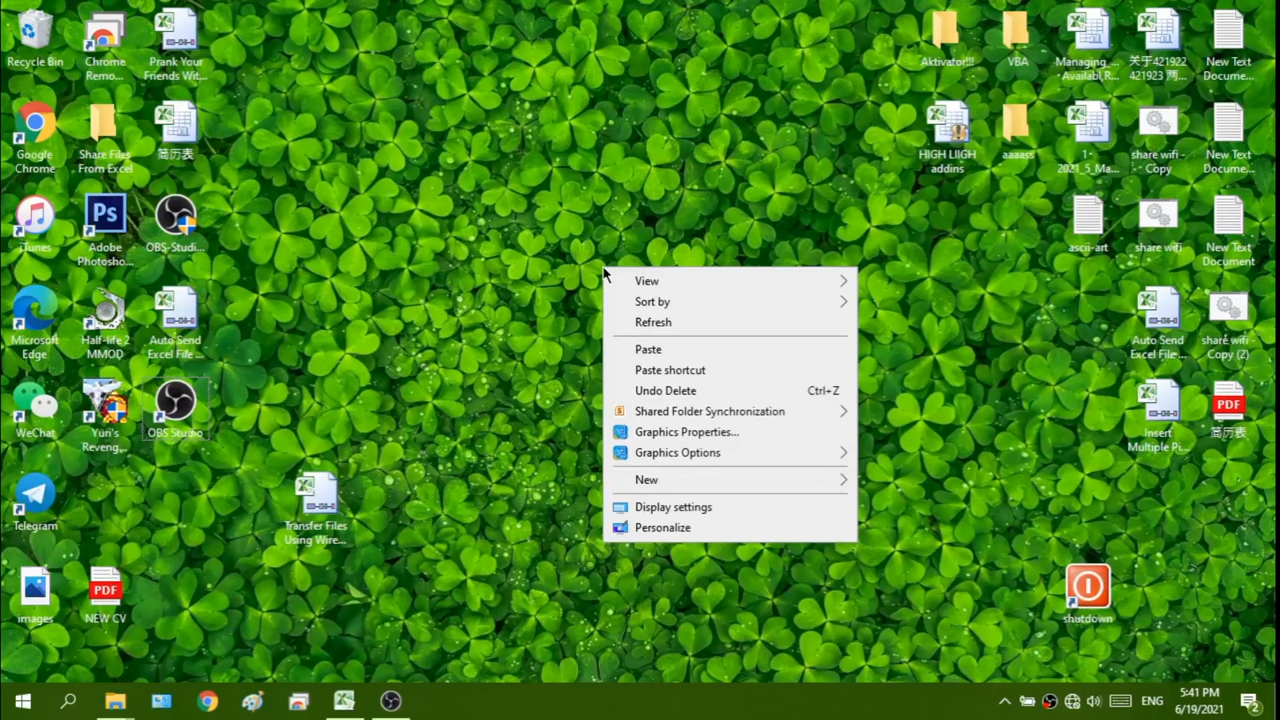 Recycle Bin
Chrome
Remo...
Prank Your
Friends Wit...
Aktivator!!!
VBA
Managing_...
Availabl,R...
关于421922
421923 两...
New Text
Docume...
Google
Chrome
Share Files
From Excel
简历表
HIGH LIIGH
addins
aaaass
1-
2021_5_Ma...
share wifi -
Copy
New Text
Docume...
iTunes
Ps
Adobe
Photosho...
OBS-Studi...
ascii-art
share wifi
New Text
Document
Microsoft
Edge
Half-life 2
MMOD
Auto Send
Excel File ...
Auto Send
Excel File ...
share wifi -
Copy (2)
WeChat
Yuri's
Reveng...
OBS Studio
Insert
Multiple Pi...
PDF
简历表
Telegram
Transfer Files
Using Wire...
images
PDF
NEW CV
shutdown
View
Sort by
Refresh
Paste
Paste shortcut
Undo Delete Ctrl+Z
Shared Folder Synchronization
Graphics Properties...
Graphics Options
New
Display settings
Personalize
ENG
5:41 PM
6/19/2021
2